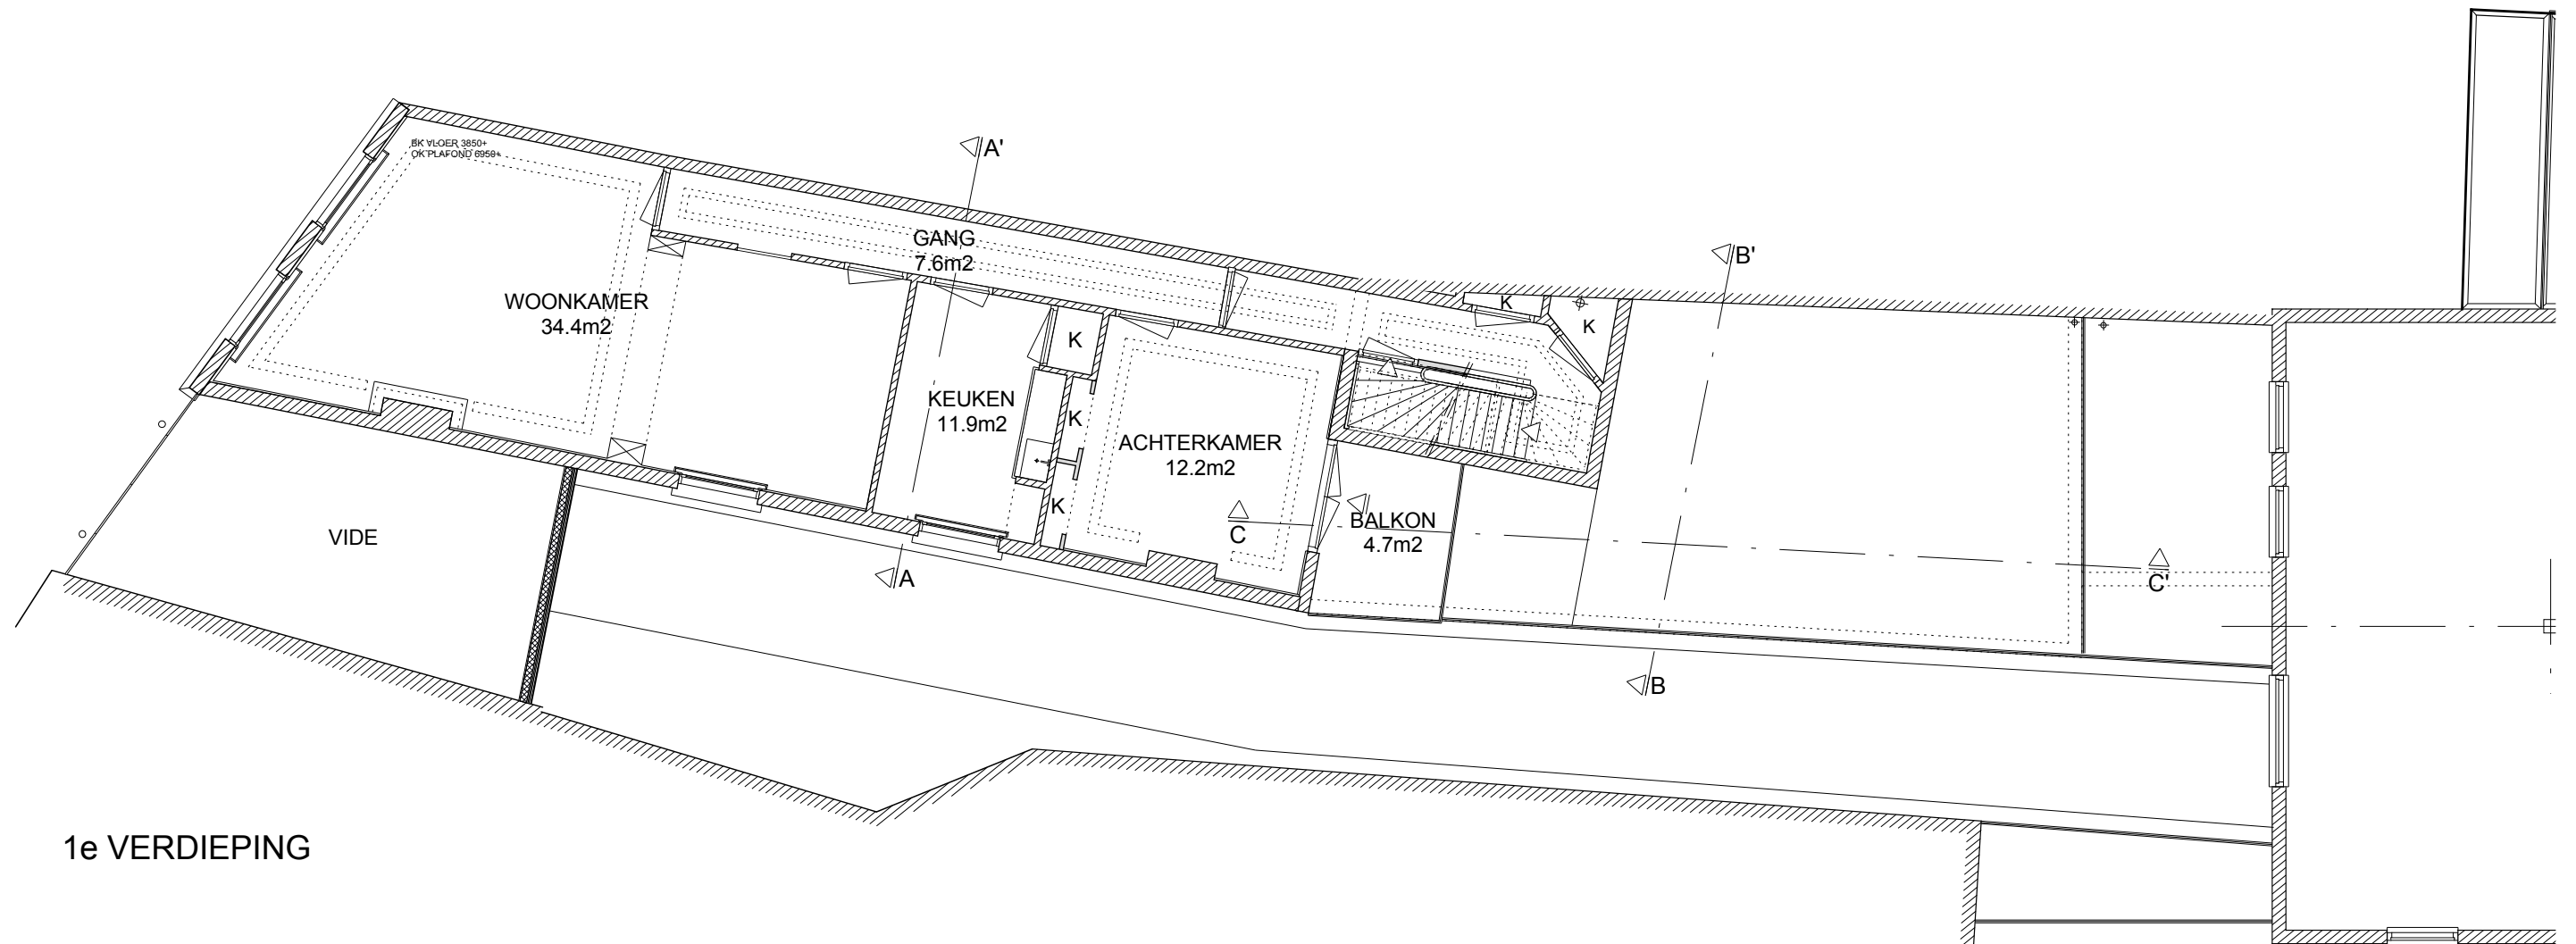 A'
BK VLOER 3850+
OK PLAFOND 6950+
GANG
7.6m2
B'
WOONKAMER
34.4m2
K
K
K
KEUKEN
11.9m2
K
ACHTERKAMER
12.2m2
K
C
BALKON
4.7m2
VIDE
A
C'
B
1e VERDIEPING